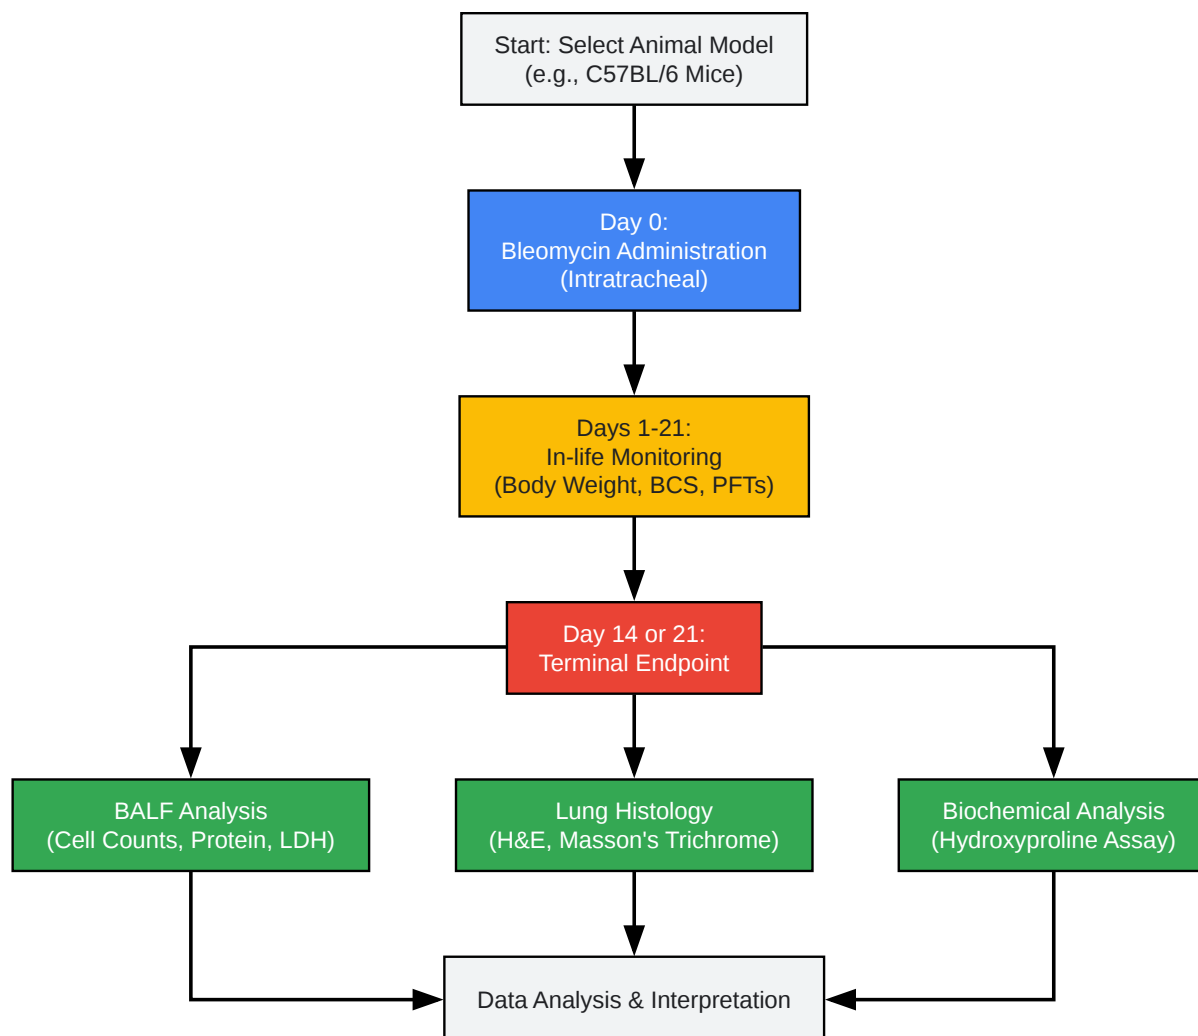 Start: Select Animal Model
(e.g., C57BL/6 Mice)
Day 0:
Bleomycin Administration
(Intratracheal)
Days 1-21:
In-life Monitoring
(Body Weight, BCS, PFTs)
Day 14 or 21:
Terminal Endpoint
BALF Analysis
(Cell Counts, Protein, LDH)
Lung Histology
(H&E, Masson's Trichrome)
Biochemical Analysis
(Hydroxyproline Assay)
Data Analysis & Interpretation